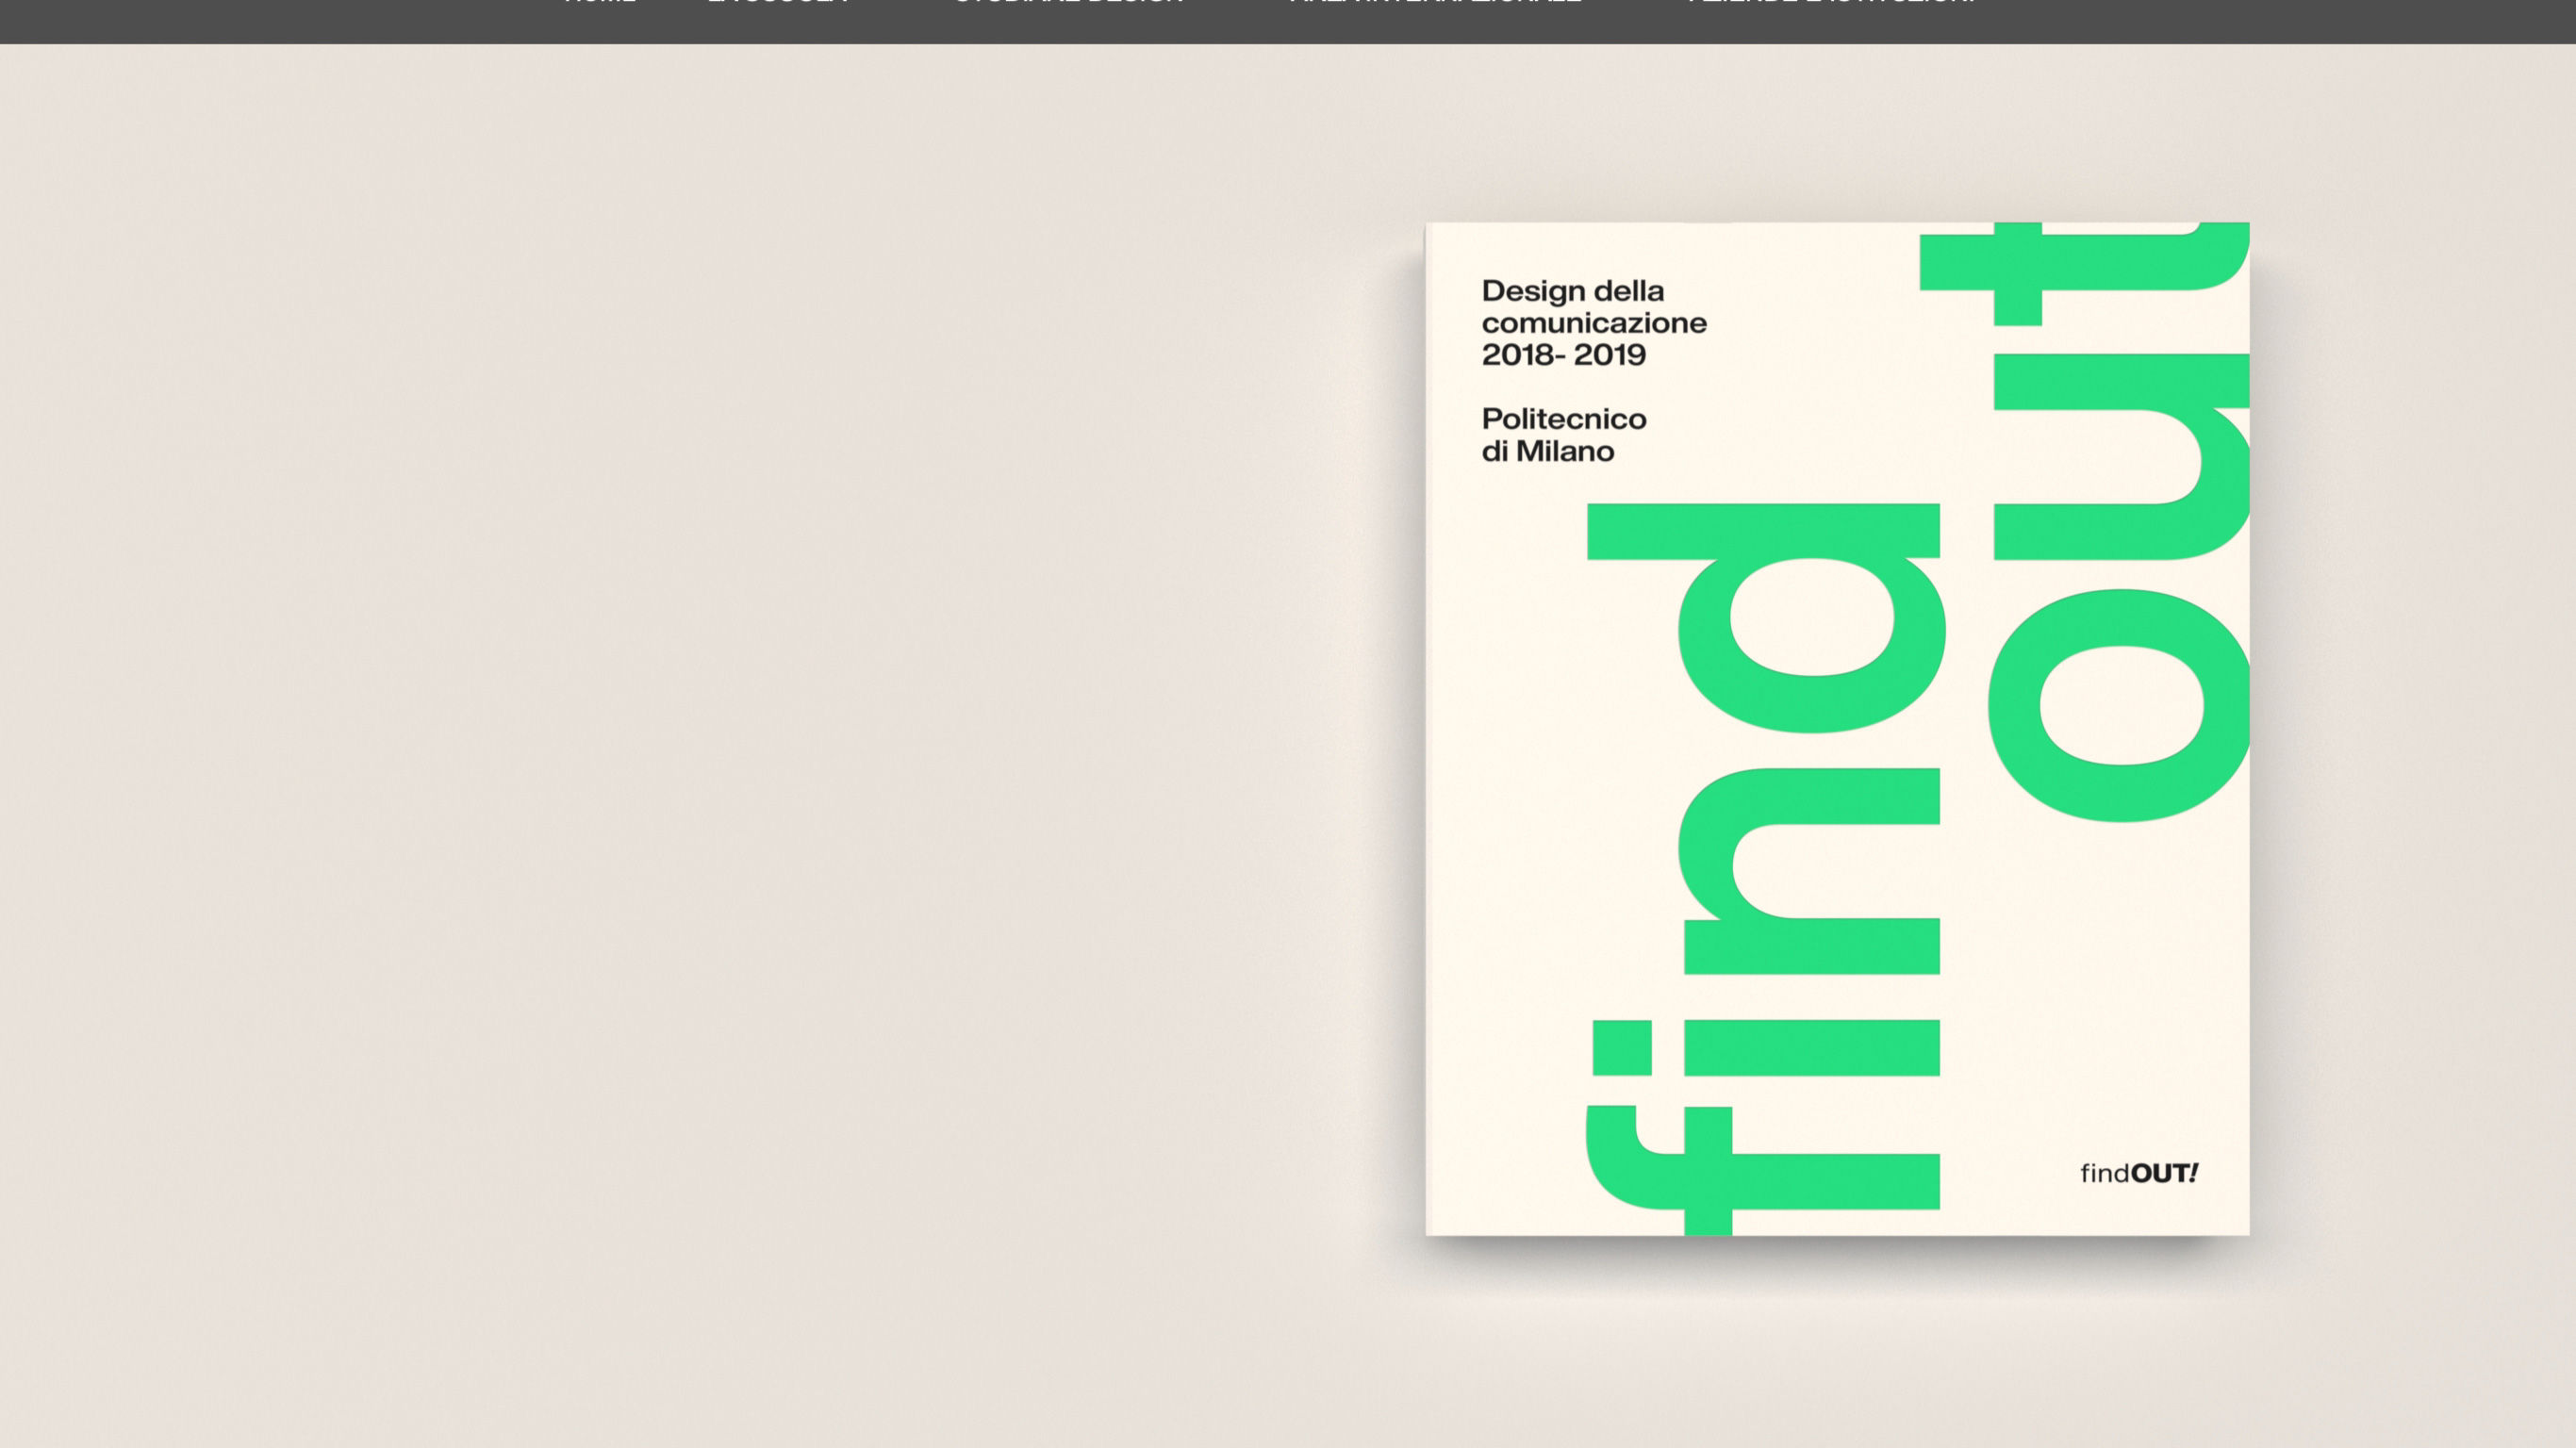 Design della
comunicazione
2018- 2019
Politecnico
di Milano
find
out
findOUT!